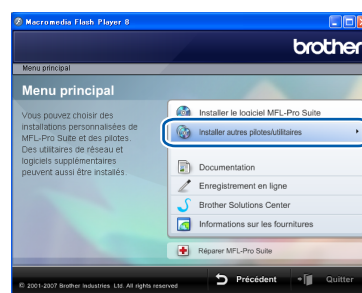 Macromedia Flash Player 8
brother
Menu principal
Menu principal
Vous pouvez choisir des
installations personnalisées de
MFL-Pro Suite et des pilotes.
Des utilitaires de réseau et
logiciels supplémentaires
peuvent aussi être installés.
Installer le logiciel MFL-Pro Suite
Installer autres pilotes/utilitaires
Documentation
Enregistrement en ligne
Brother Solutions Center
Informations sur les fournitures
Réparer MFL-Pro Suite
© 2001-2007 Brother Industries Ltd. All rights reserved
Précédent
Quitter